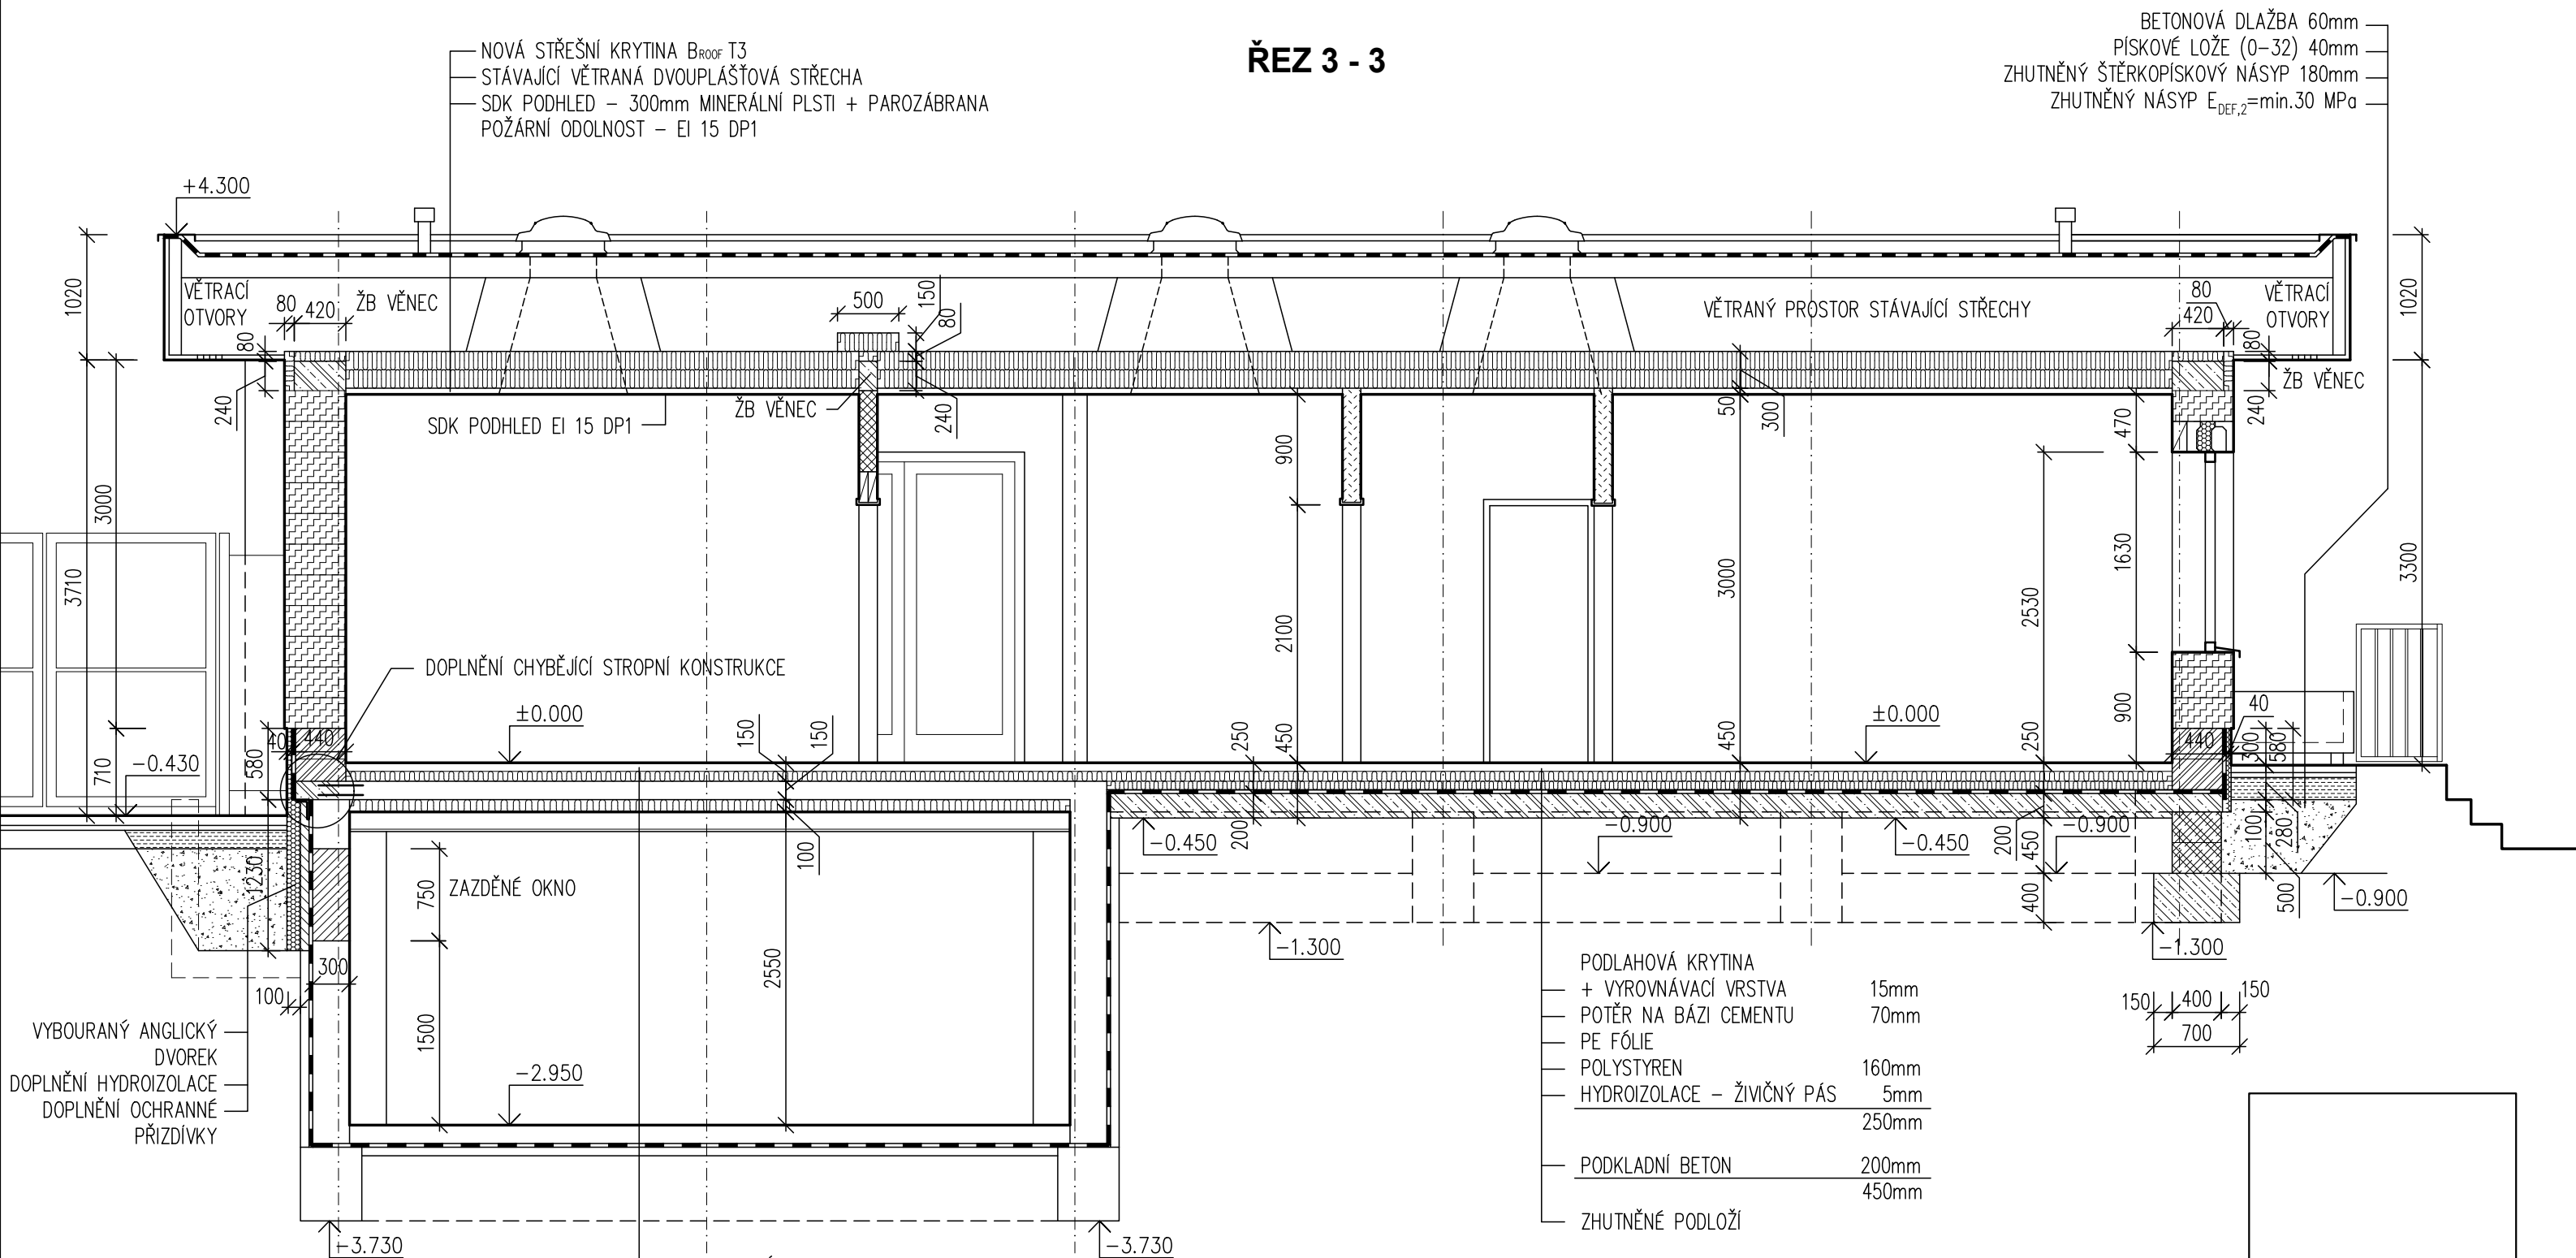 ŘEZ 3 - 3
NOVÁ STŘEŠNÍ KRYTINA BROOF T3
STÁVAJÍCÍ VĚTRANÁ DVOUPLÁŠŤOVÁ STŘECHA
SDK PODHLED – 300mm MINERÁLNÍ PLSTI + PAROZÁBRANA
POŽÁRNÍ ODOLNOST – EI 15 DP1
BETONOVÁ DLAŽBA 60mm
PÍSKOVÉ LOŽE (0-32) 40mm
ZHUTNĚNÝ ŠTĚRKOPÍSKOVÝ NÁSYP 180mm
ZHUTNĚNÝ NÁSYP EDEF,2=min.30 MPa
+4.300
1020
VĚTRACÍ
OTVORY
80
420
ŽB VĚNEC
80
240
500
150
80
240
ŽB VĚNEC
SDK PODHLED EI 15 DP1
VĚTRANÝ PROSTOR STÁVAJÍCÍ STŘECHY
80
420
VĚTRACÍ
OTVORY
80
ŽB VĚNEC
240
1020
3000
3710
710
900
2100
50
300
3000
470
1630
900
2530
3300
DOPLNĚNÍ CHYBĚJÍCÍ STROPNÍ KONSTRUKCE
±0.000
±0.000
-0.430
40
440
580
150
150
100
250
450
200
450
250
200
450
400
40
440
300
580
100
280
500
-0.450
-0.900
-0.450
-0.900
-0.900
-1.300
-1.300
1230
750
ZAZDĚNÉ OKNO
300
100
1500
2550
-2.950
-3.730
-3.730
VYBOURANÝ ANGLICKÝ
DVOREK
DOPLNĚNÍ HYDROIZOLACE
DOPLNĚNÍ OCHRANNÉ
PŘIZDÍVKY
PODLAHOVÁ KRYTINA
+ VYROVNÁVACÍ VRSTVA 15mm
POTĚR NA BÁZI CEMENTU 70mm
PE FÓLIE
POLYSTYREN 160mm
HYDROIZOLACE – ŽIVIČNÝ PÁS 5mm
250mm
PODKLADNÍ BETON 200mm
450mm
ZHUTNĚNÉ PODLOŽÍ
150
400
150
700